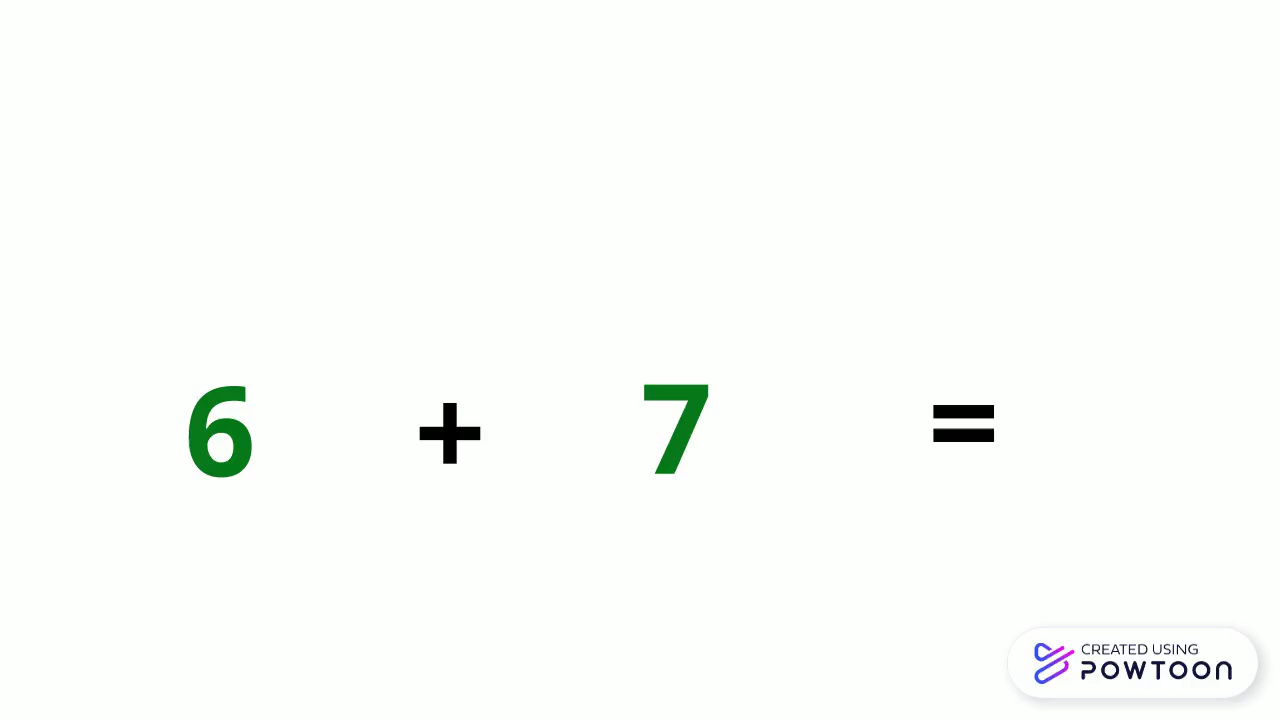 6 + 7 =
CREATED USING
POWTOON